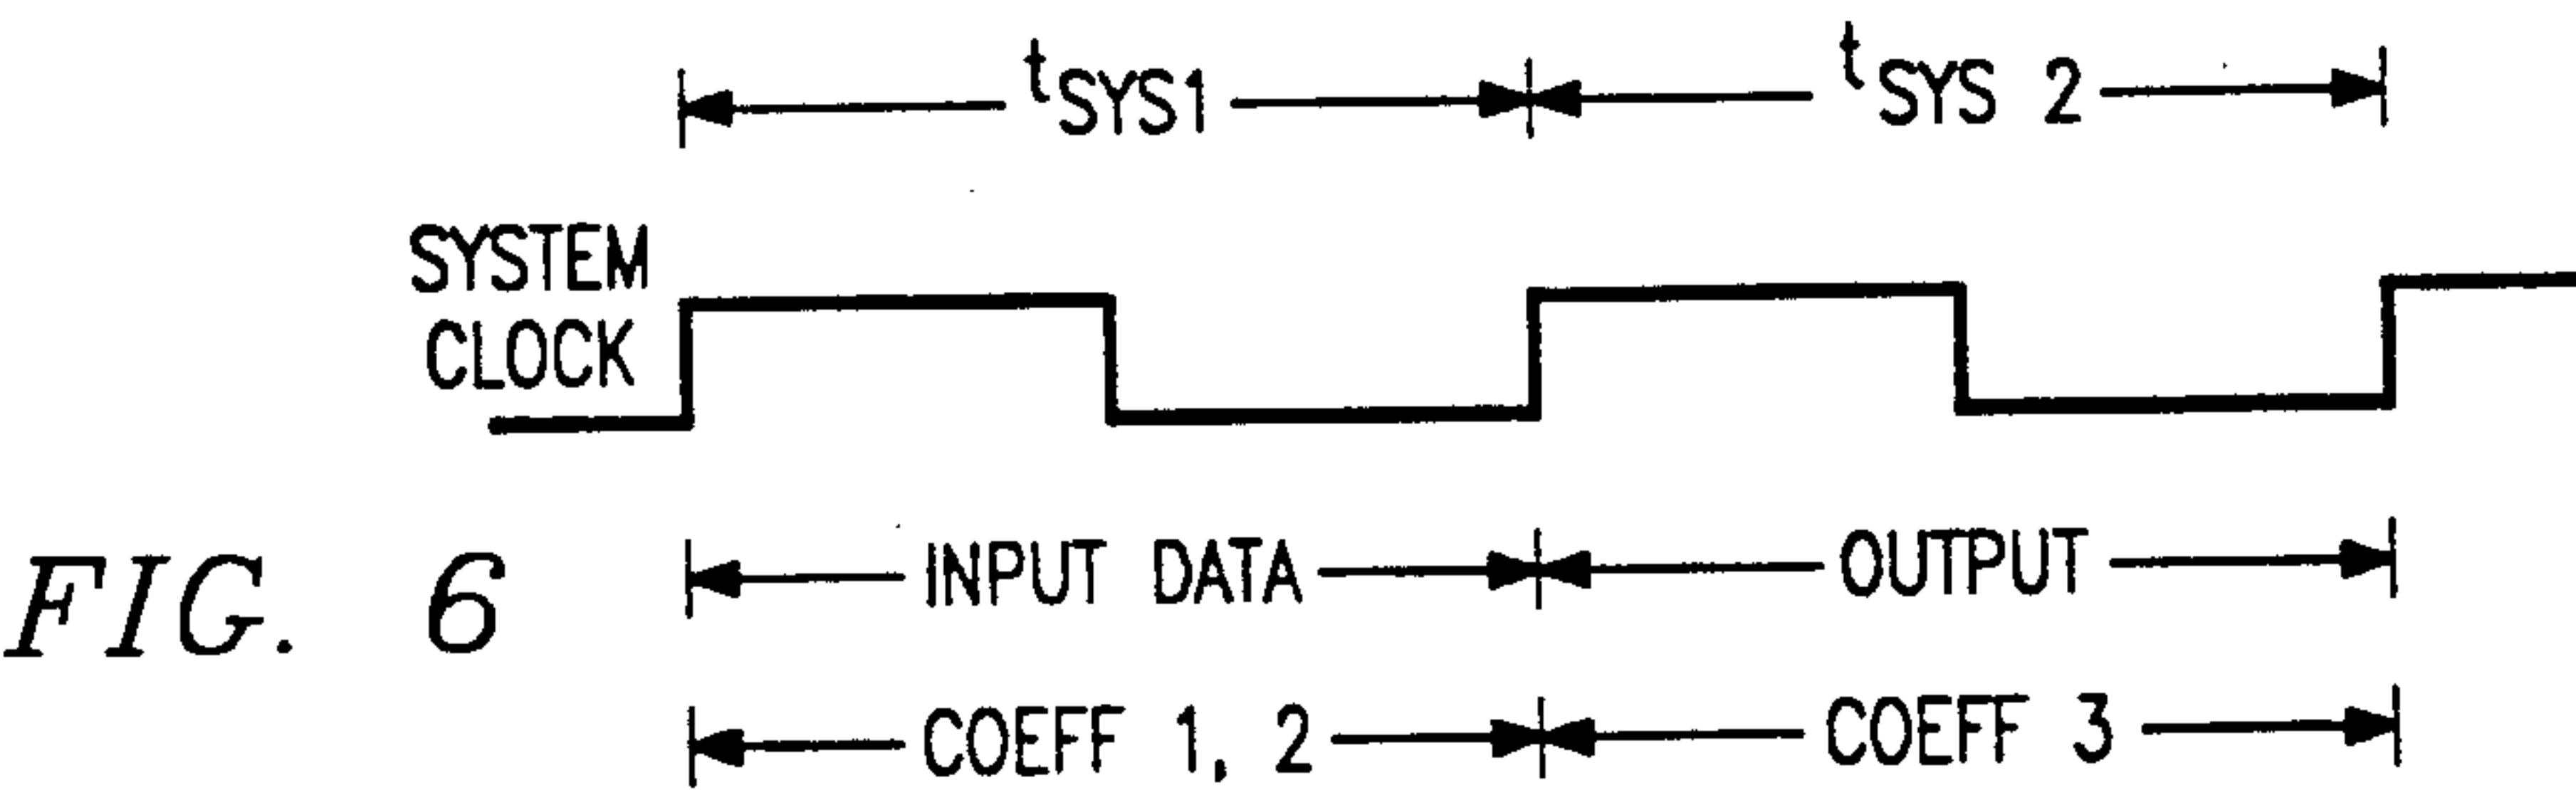 tSYS1 tSYS 2
SYSTEM
CLOCK
INPUT DATA OUTPUT
FIG. 6
COEFF 1, 2 COEFF 3